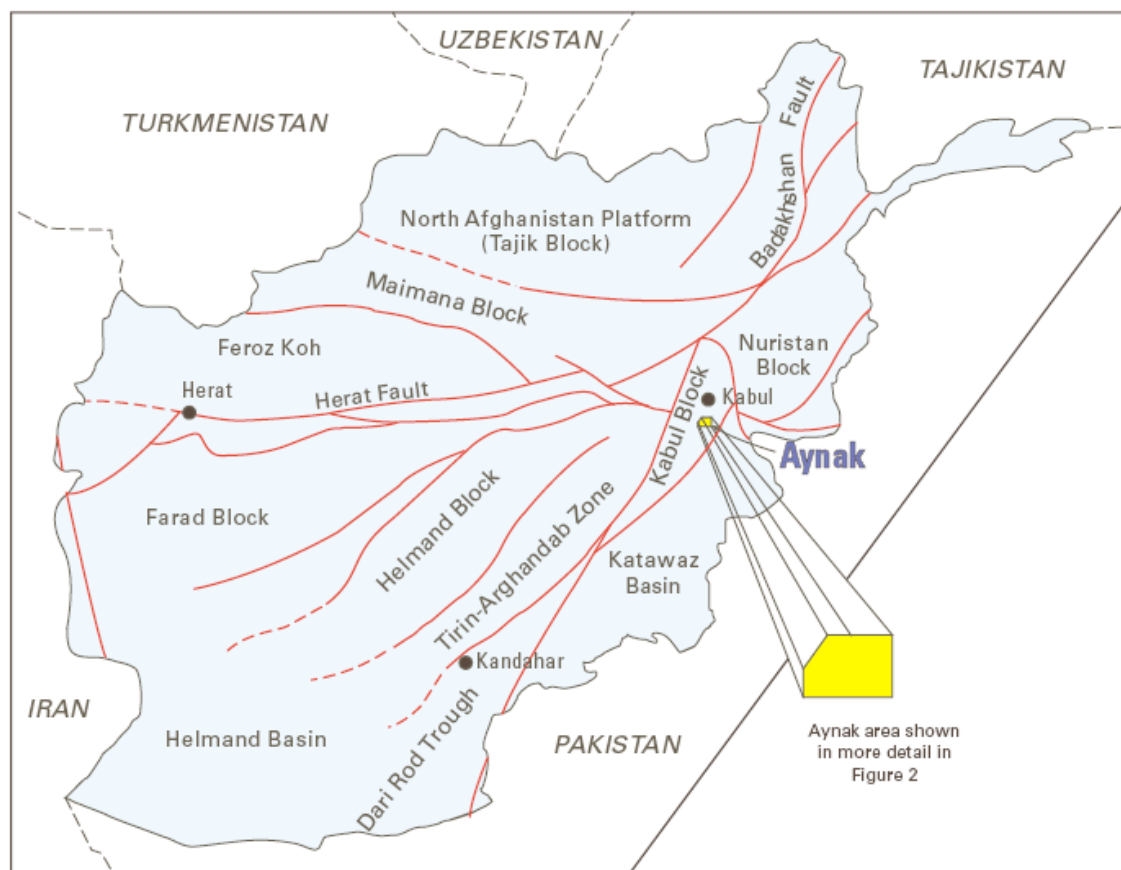 UZBEKISTAN
TAJIKISTAN
TURKMENISTAN
Badakhshan Fault
North Afghanistan Platform
(Tajik Block)
Maimana Block
Feroz Koh
Nuristan
Block
Herat
Herat Fault
Kabul
Kabul Block
Aynak
Farad Block
Helmand Block
Tirin-Arghandab Zone
Katawaz
Basin
Kandahar
IRAN
Helmand Basin
Dari Rod Trough
PAKISTAN
Aynak area shown
in more detail in
Figure 2